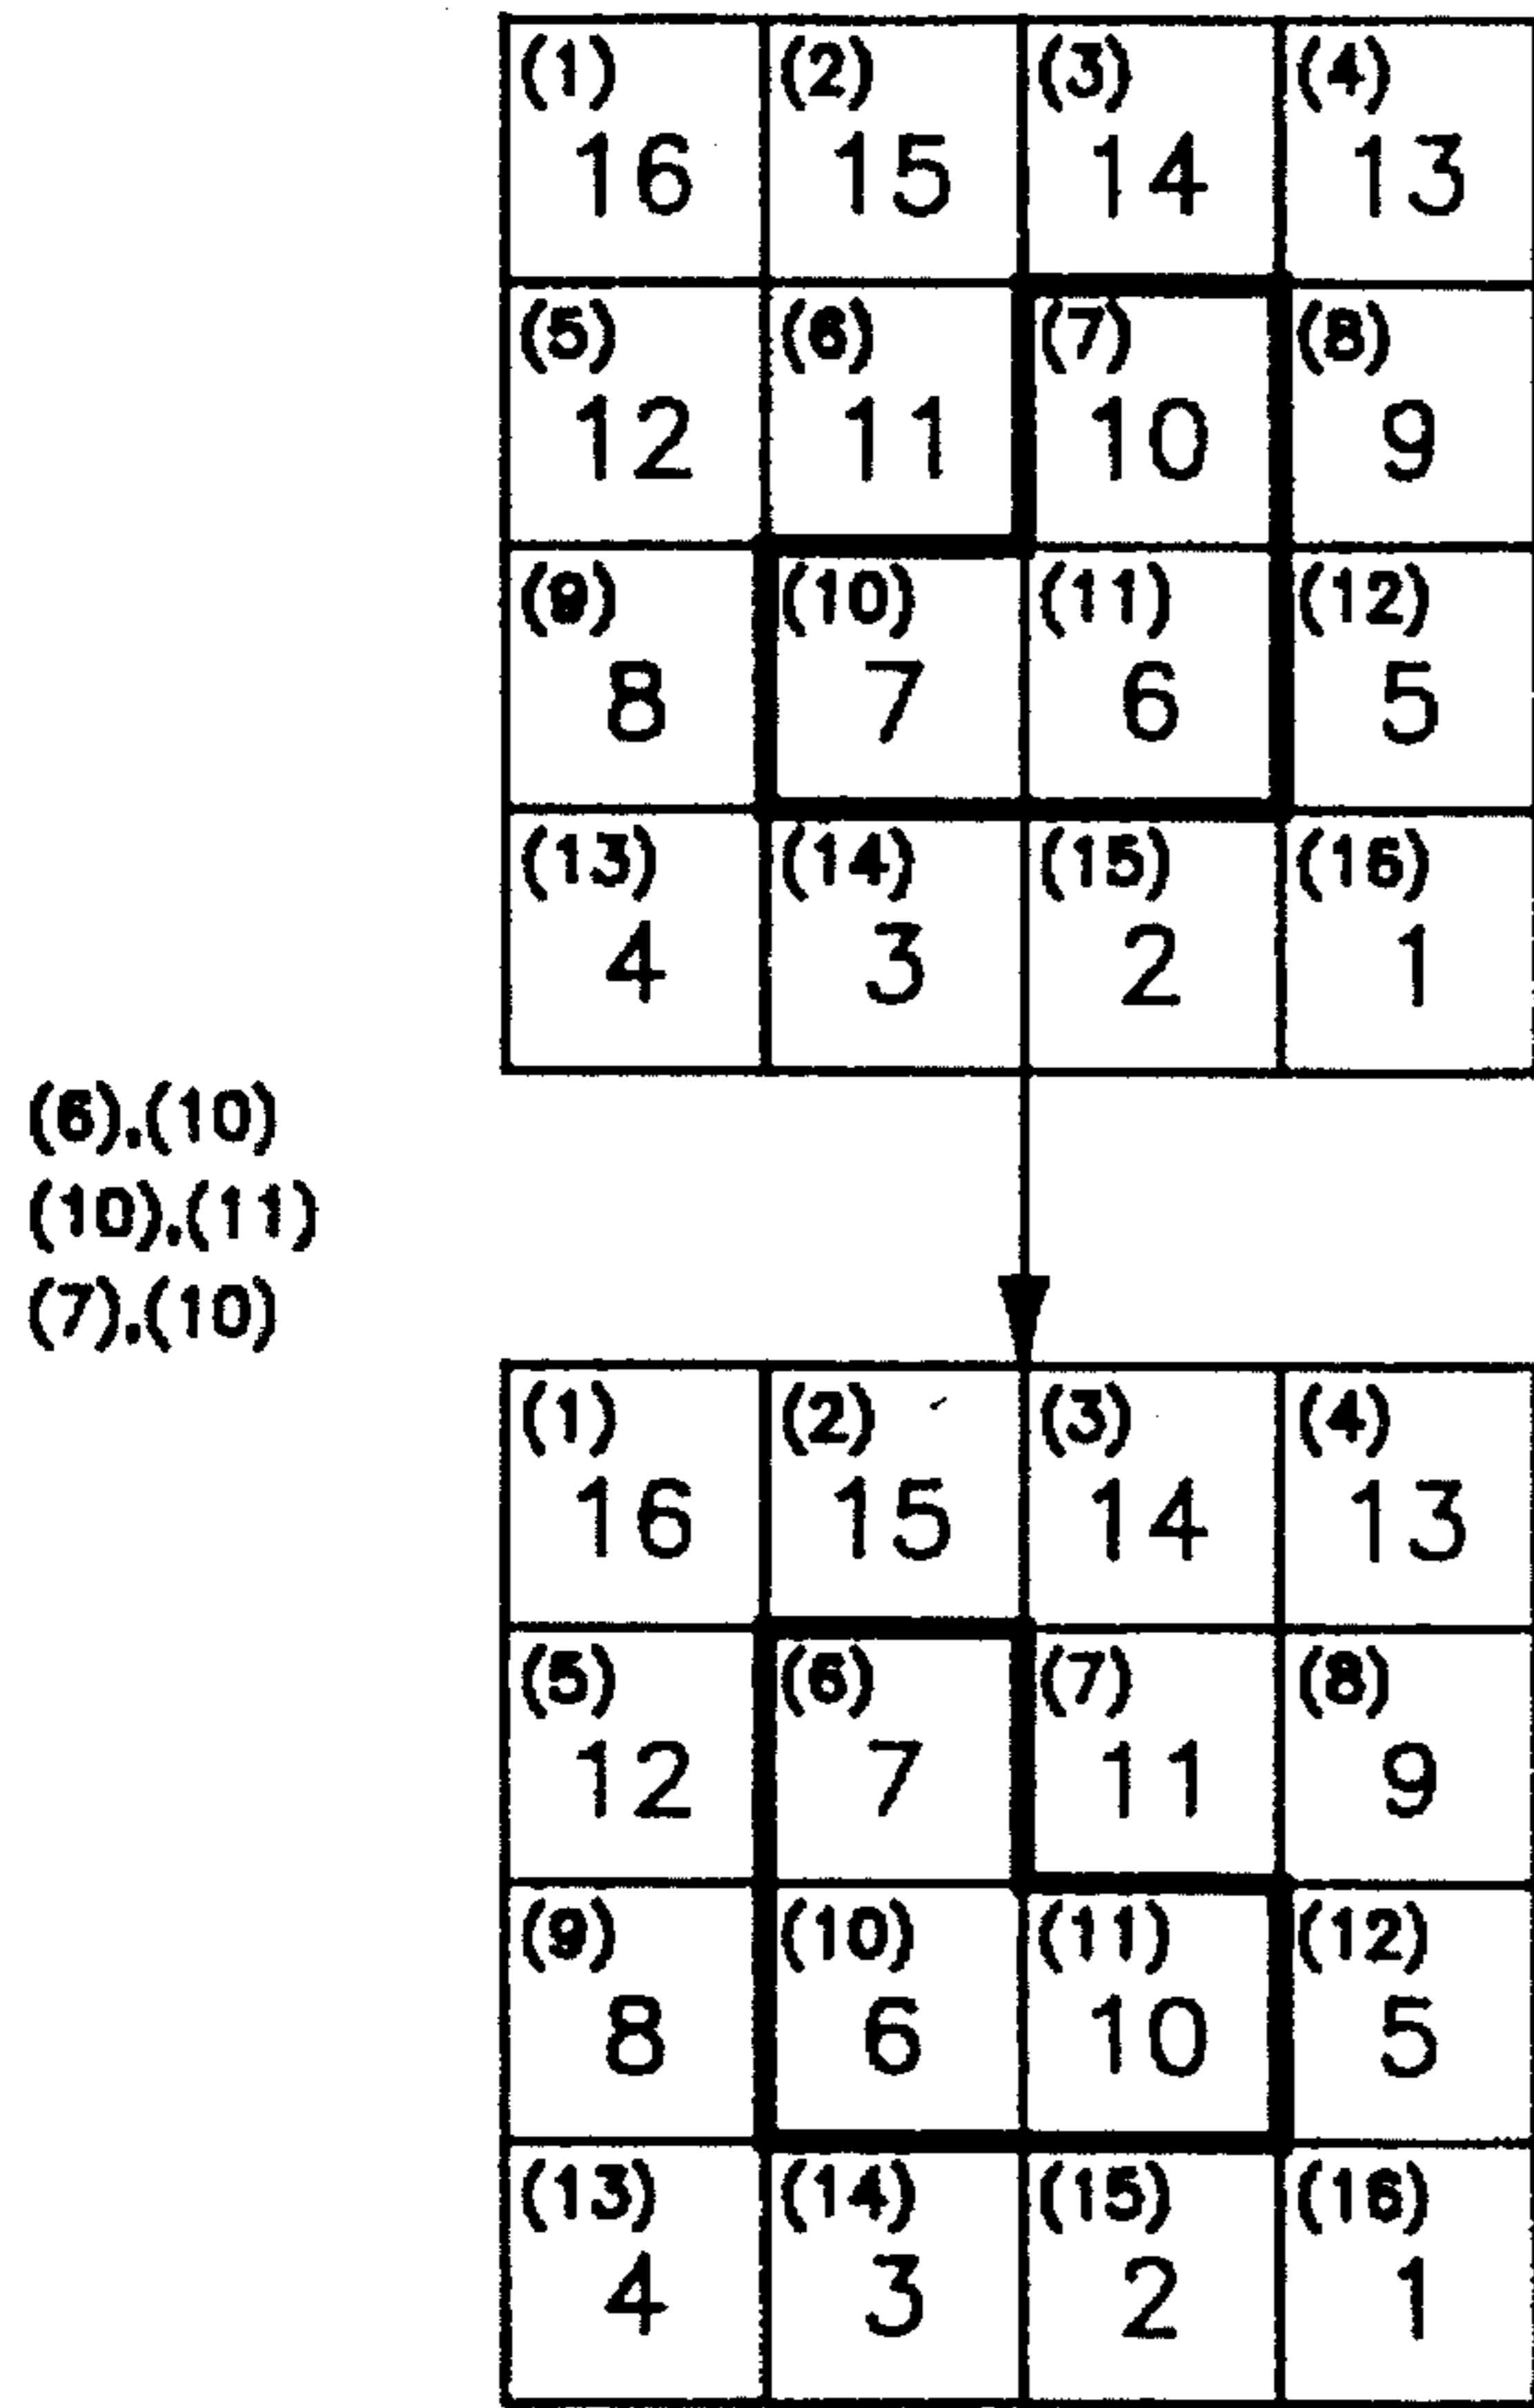 (1) (2) (3) (4)
16 15 14 13
(5) (6) (7) (8)
12 11 10 9
(9) (10) (11) (12)
8 7 6 5
(13) (14) (15) (16)
4 3 2 1
(6),(10)
(10),(11)
(7),(10)
(1) (2) (3) (4)
16 15 14 13
(5) (6) (7) (8)
12 7 11 9
(9) (10) (11) (12)
8 6 10 5
(13) (14) (15) (16)
4 3 2 1